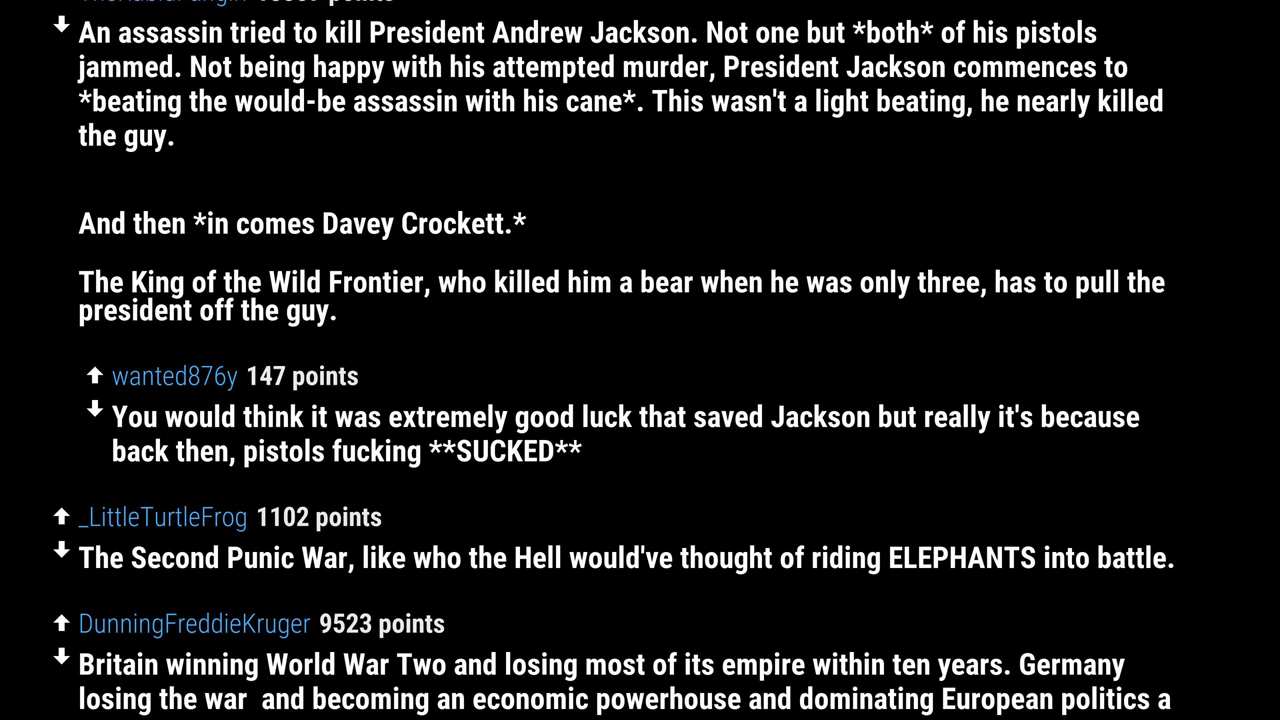 An assassin tried to kill President Andrew Jackson. Not one but *both* of his pistols
jammed. Not being happy with his attempted murder, President Jackson commences to
*beating the would-be assassin with his cane*. This wasn't a light beating, he nearly killed
the guy.
And then *in comes Davey Crockett.*
The King of the Wild Frontier, who killed him a bear when he was only three, has to pull the
president off the guy.
wanted876y 147 points
You would think it was extremely good luck that saved Jackson but really it's because
back then, pistols fucking **SUCKED**
_LittleTurtleFrog 1102 points
The Second Punic War, like who the Hell would've thought of riding ELEPHANTS into battle.
DunningFreddieKruger 9523 points
Britain winning World War Two and losing most of its empire within ten years. Germany
losing the war  and becoming an economic powerhouse and dominating European politics a